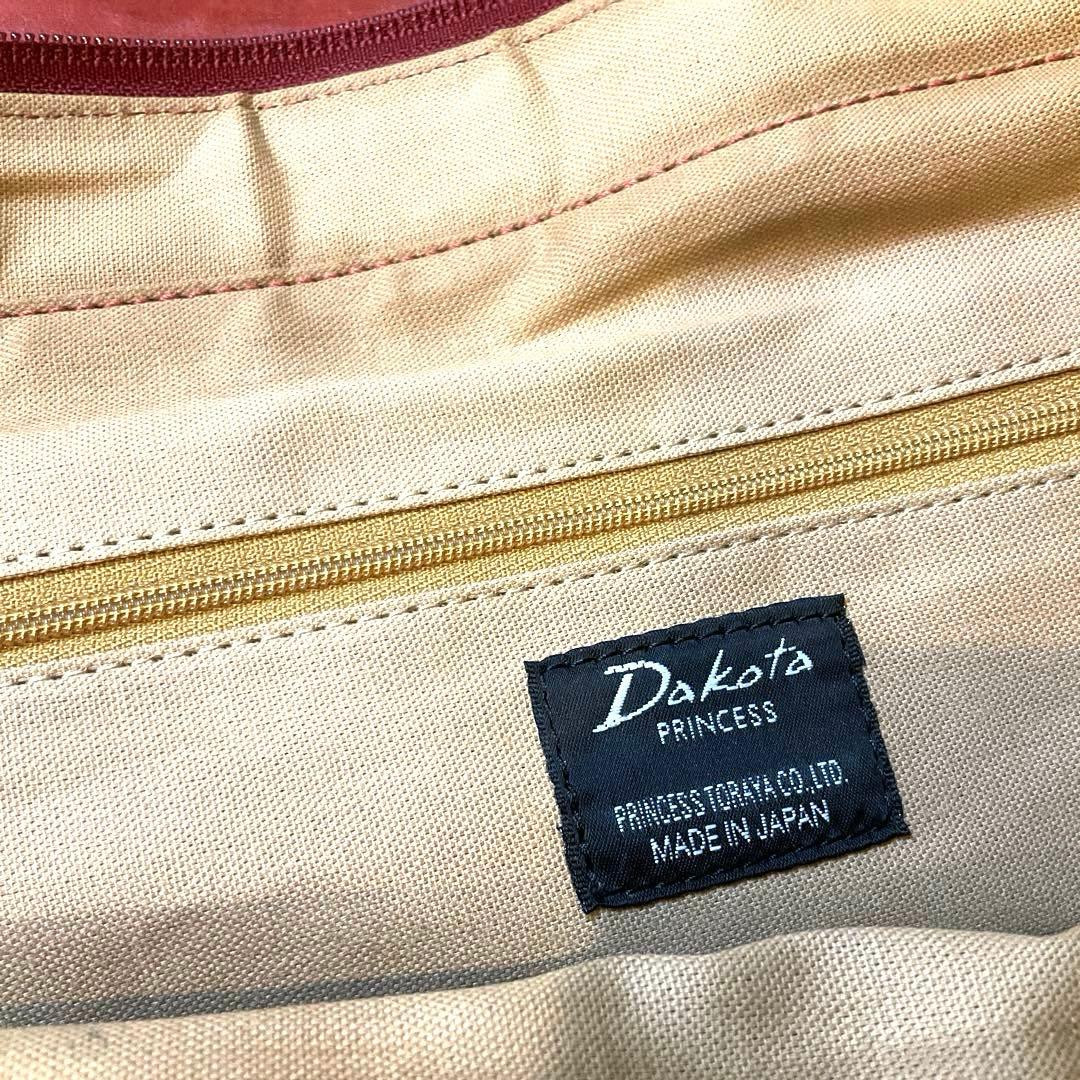 Dakota
PRINCESS
PRINCESS TORAYA CO.,LTD.
MADE IN JAPAN